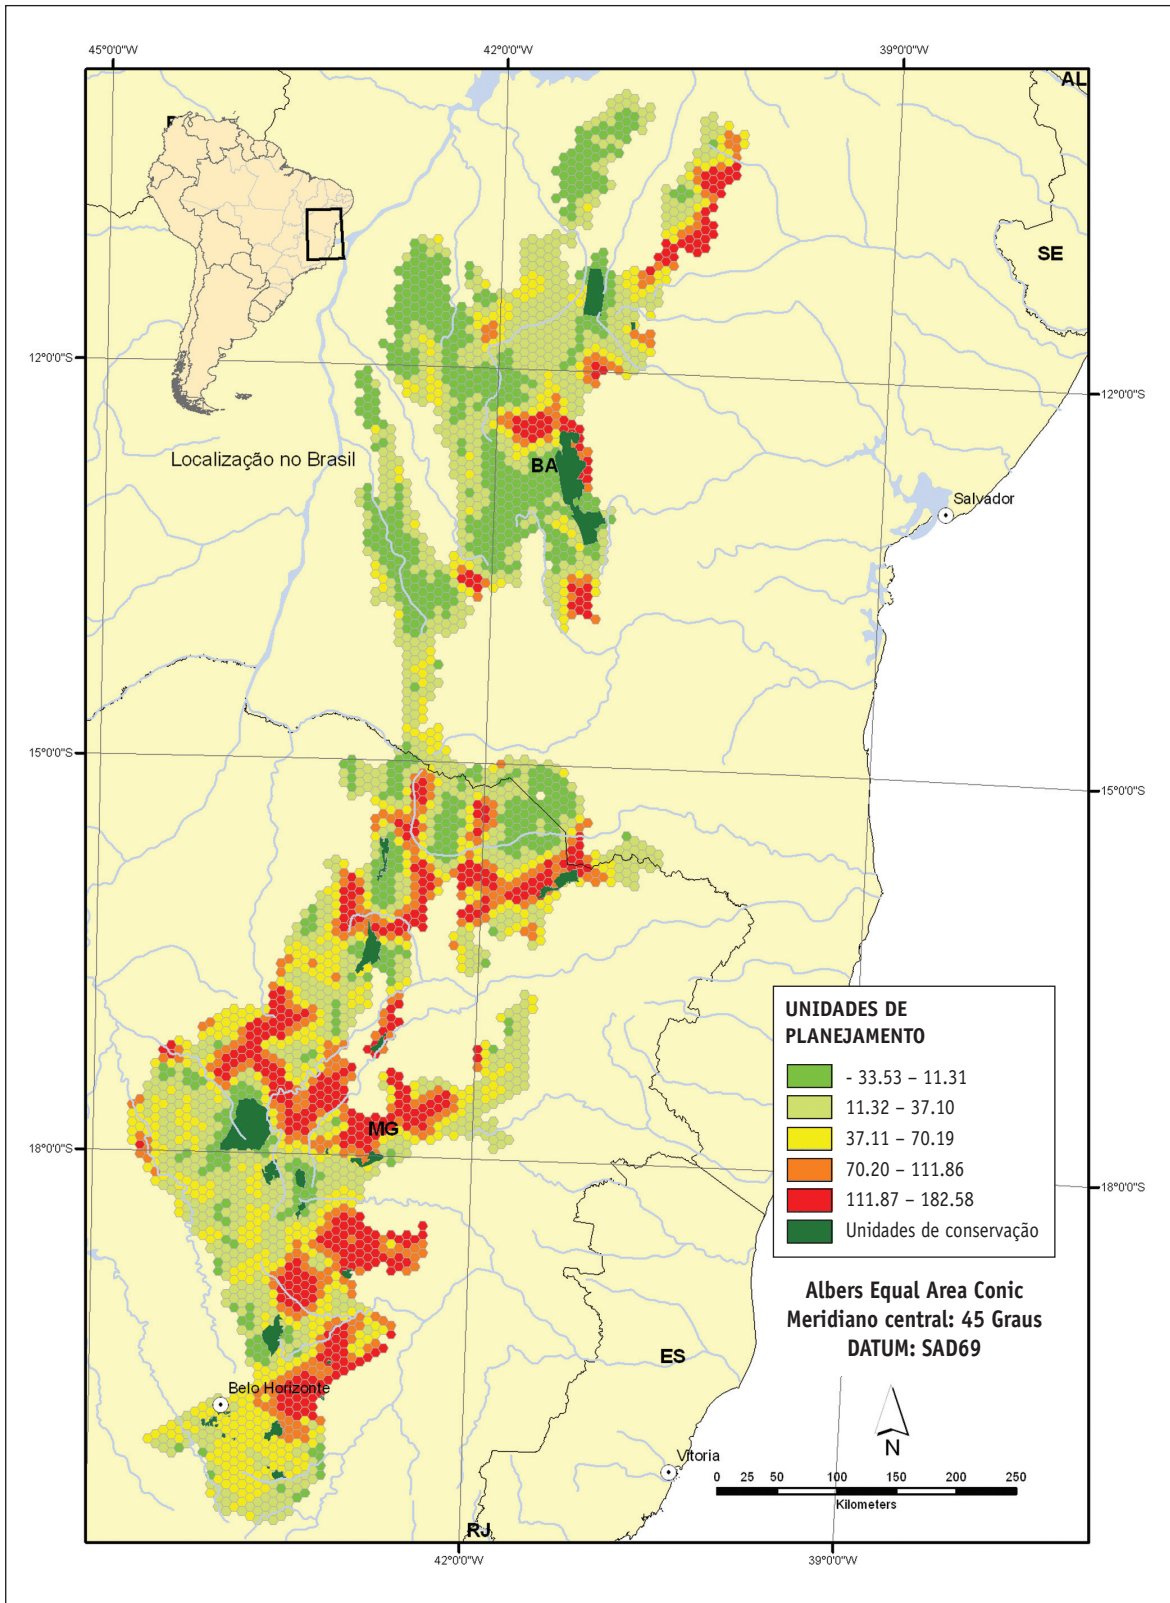 45°0'0"W
42°0'0"W
39°0'0"W
AL
SE
12°0'0"S
12°0'0"S
Localização no Brasil
BA
Salvador
15°0'0"S
15°0'0"S
UNIDADES DE
PLANEJAMENTO
- 33.53 – 11.31
11.32 – 37.10
37.11 – 70.19
70.20 – 111.86
111.87 – 182.58
Unidades de conservação
MG
18°0'0"S
18°0'0"S
Albers Equal Area Conic
Meridiano central: 45 Graus
DATUM: SAD69
ES
Belo Horizonte
N
Vitoria
0 25 50 100 150 200 250
Kilometers
RJ
42°0'0"W
39°0'0"W